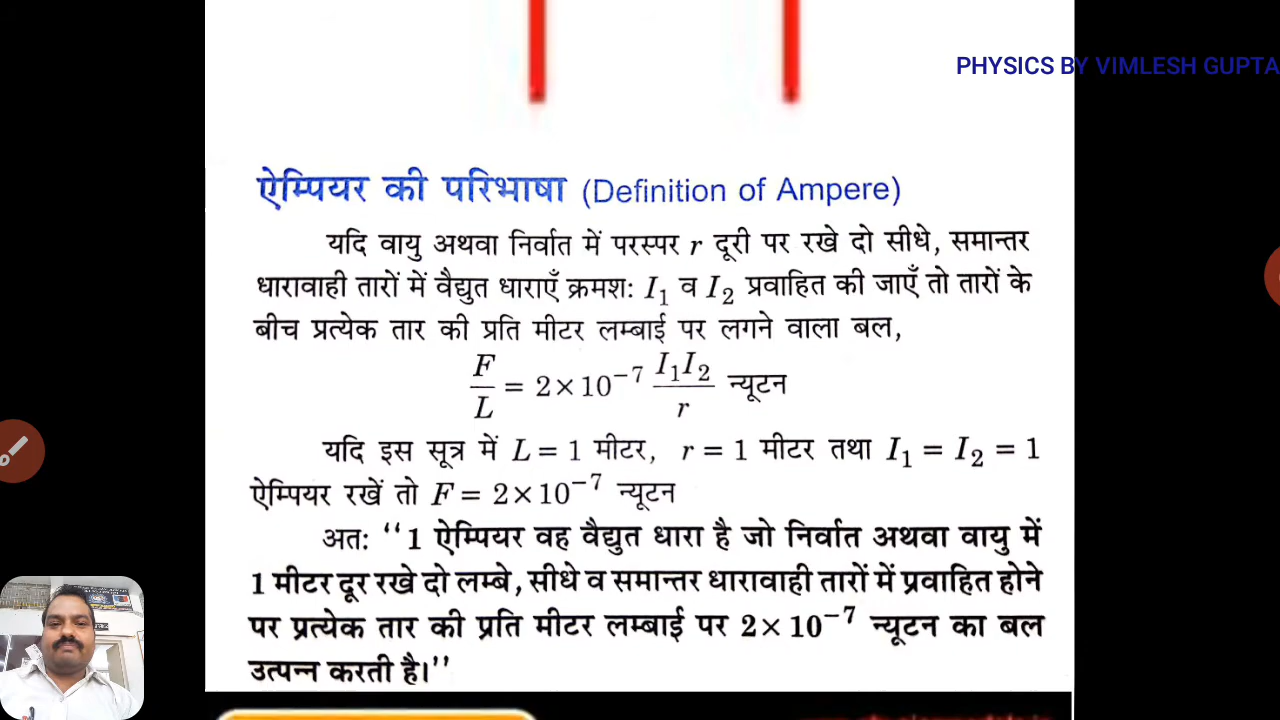 PHYSICS BY VIMLESH GUPTA
ऐम्पियर की परिभाषा (Definition of Ampere)
यदि वायु अथवा निर्वात में परस्पर r दूरी पर रखे दो सीधे, समान्तर
धारावाही तारों में वैद्युत धाराएँ क्रमशः I₁ व I₂ प्रवाहित की जाएँ तो तारों के
बीच प्रत्येक तार की प्रति मीटर लम्बाई पर लगने वाला बल,
F/L = 2×10⁻⁷ I₁I₂/r न्यूटन
यदि इस सूत्र में L = 1 मीटर, r = 1 मीटर तथा I₁ = I₂ = 1
ऐम्पियर रखें तो F = 2×10⁻⁷ न्यूटन
अतः ‘‘1 ऐम्पियर वह वैद्युत धारा है जो निर्वात अथवा वायु में
1 मीटर दूर रखे दो लम्बे, सीधे व समान्तर धारावाही तारों में प्रवाहित होने
पर प्रत्येक तार की प्रति मीटर लम्बाई पर 2×10⁻⁷ न्यूटन का बल
उत्पन्न करती है।’’